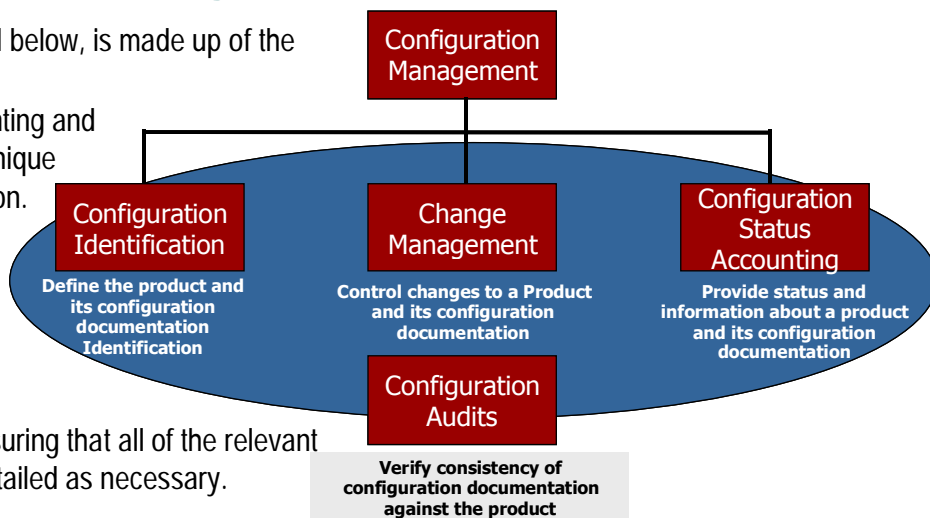 below, is made up of the
ting and
nique
on.
Configuration
Management
Configuration
Identification
Define the product and
its configuration
documentation
Identification
Change
Management
Control changes to a Product
and its configuration
documentation
Configuration
Status
Accounting
Provide status and
information about a product
and its configuration
documentation
Configuration
Audits
Verify consistency of
configuration documentation
against the product
suring that all of the relevant
tailed as necessary.